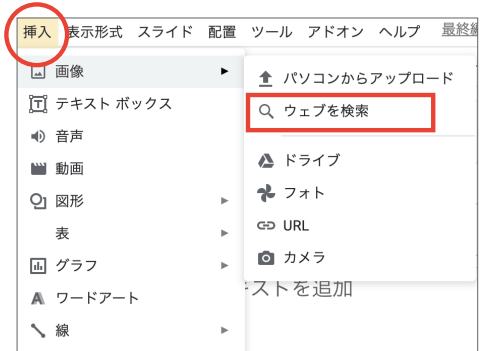 挿入 表示形式 スライド 配置 ツール アドオン ヘルプ 最終編
画像
テキスト ボックス
音声
動画
図形
表
グラフ
ワードアート
線
パソコンからアップロード
ウェブを検索
ドライブ
フォト
URL
カメラ
キストを追加